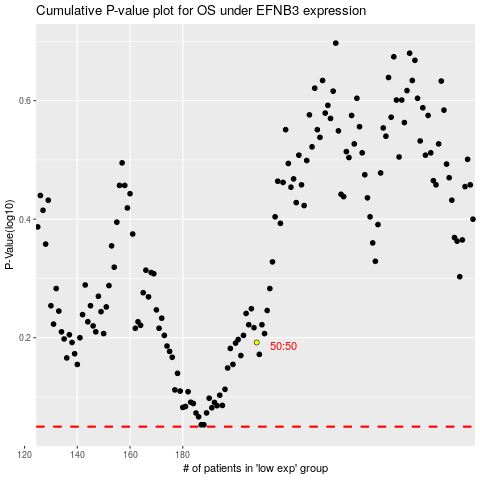 Cumulative P-value plot for OS under EFNB3 expression
P-Value(log10)
0.6
0.4
0.2
50:50
120 140 160 180
# of patients in 'low exp' group